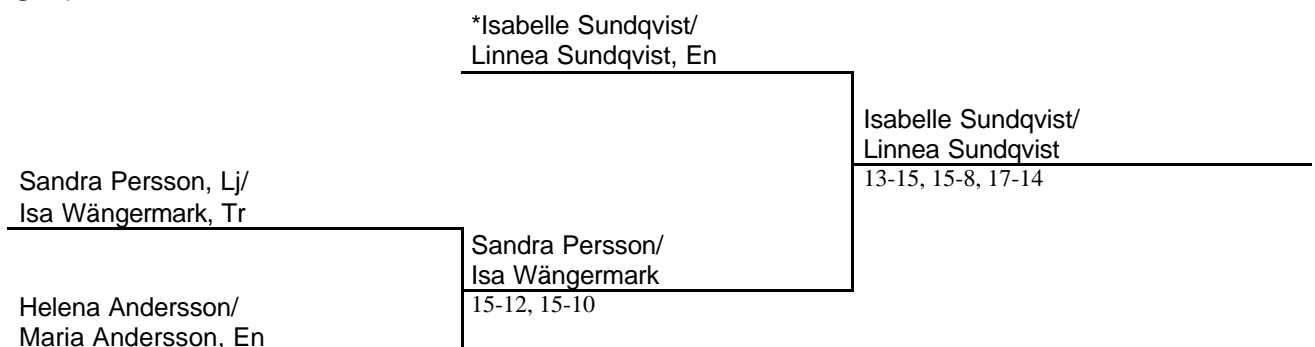 *Isabelle Sundqvist/
Linnea Sundqvist, En
Isabelle Sundqvist/
Linnea Sundqvist
13-15, 15-8, 17-14
Sandra Persson, Lj/
Isa Wängermark, Tr
Sandra Persson/
Isa Wängermark
15-12, 15-10
Helena Andersson/
Maria Andersson, En